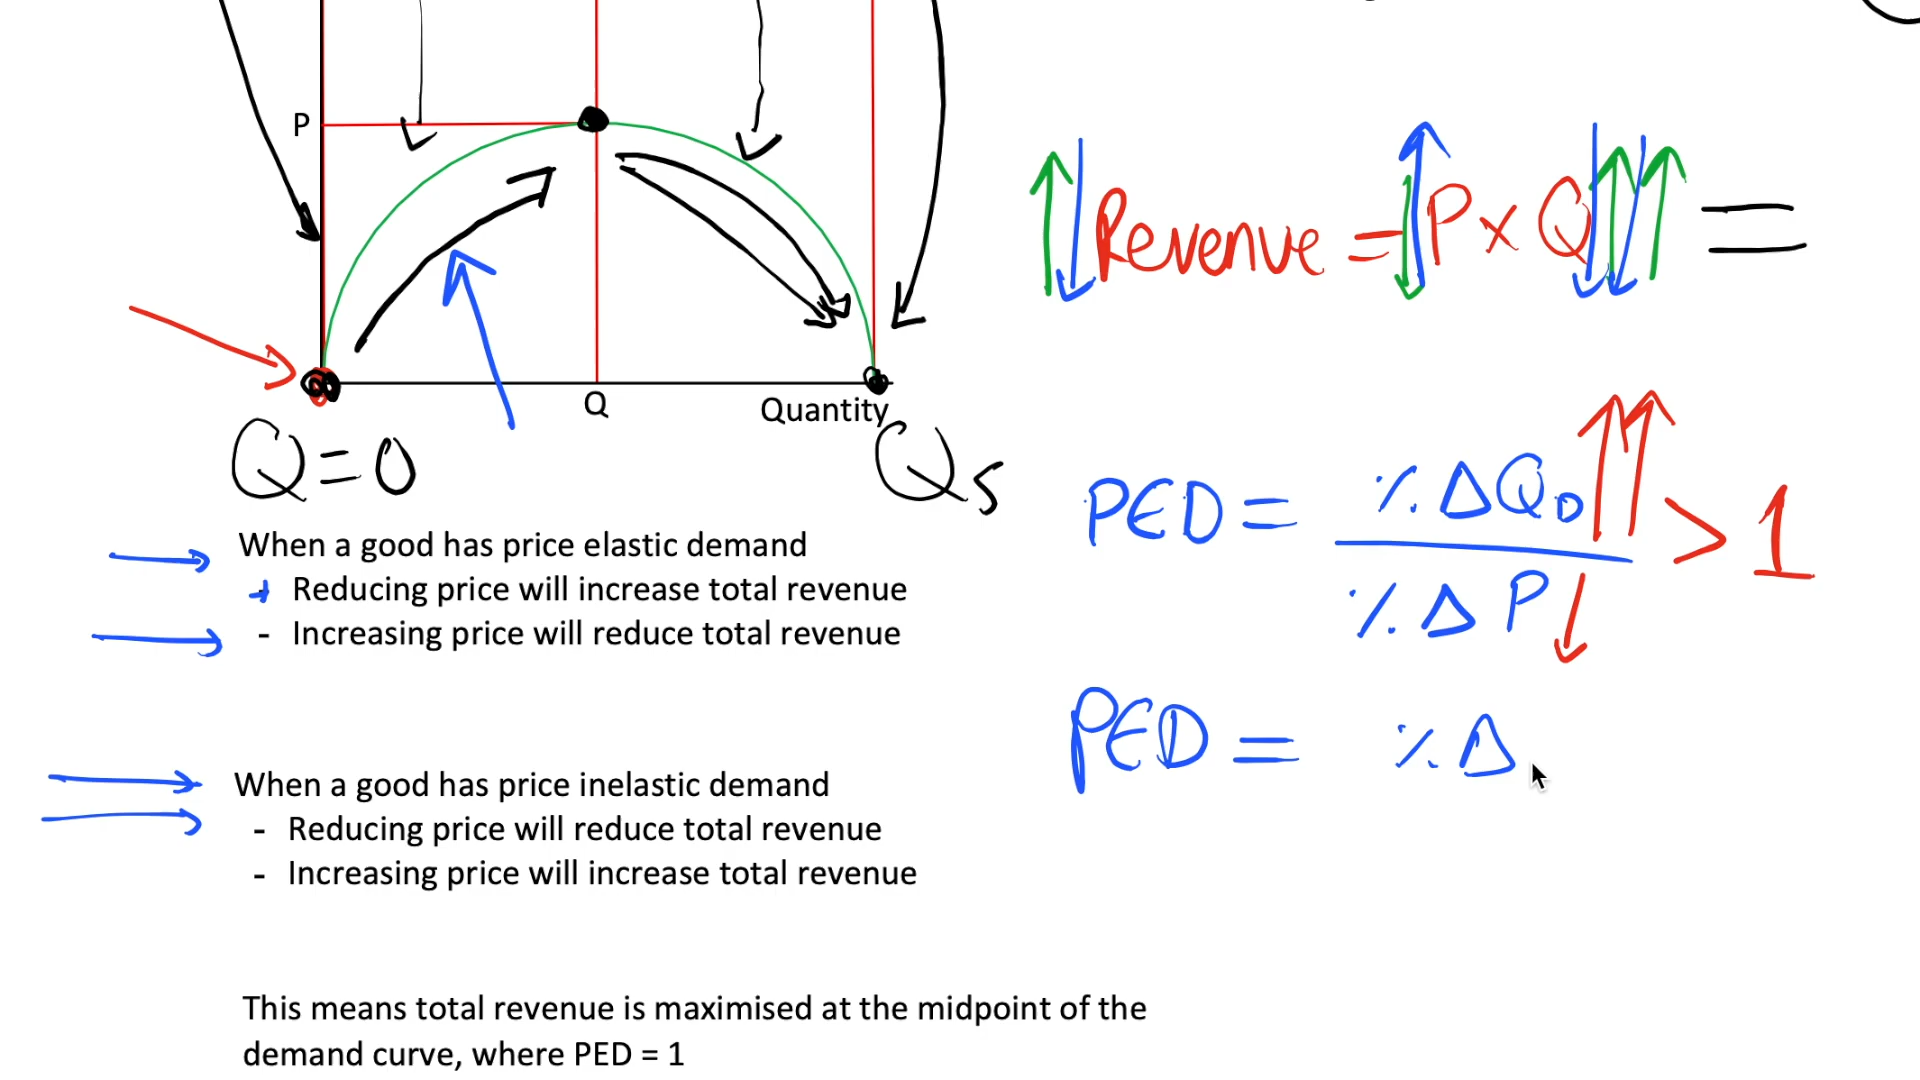 P
Q
Quantity
Q=0
Qs
When a good has price elastic demand
- Reducing price will increase total revenue
- Increasing price will reduce total revenue
When a good has price inelastic demand
- Reducing price will reduce total revenue
- Increasing price will increase total revenue
This means total revenue is maximised at the midpoint of the
demand curve, where PED = 1
Revenue = P x Q =
PED = % Δ QD > 1
% Δ P
PED = % Δ